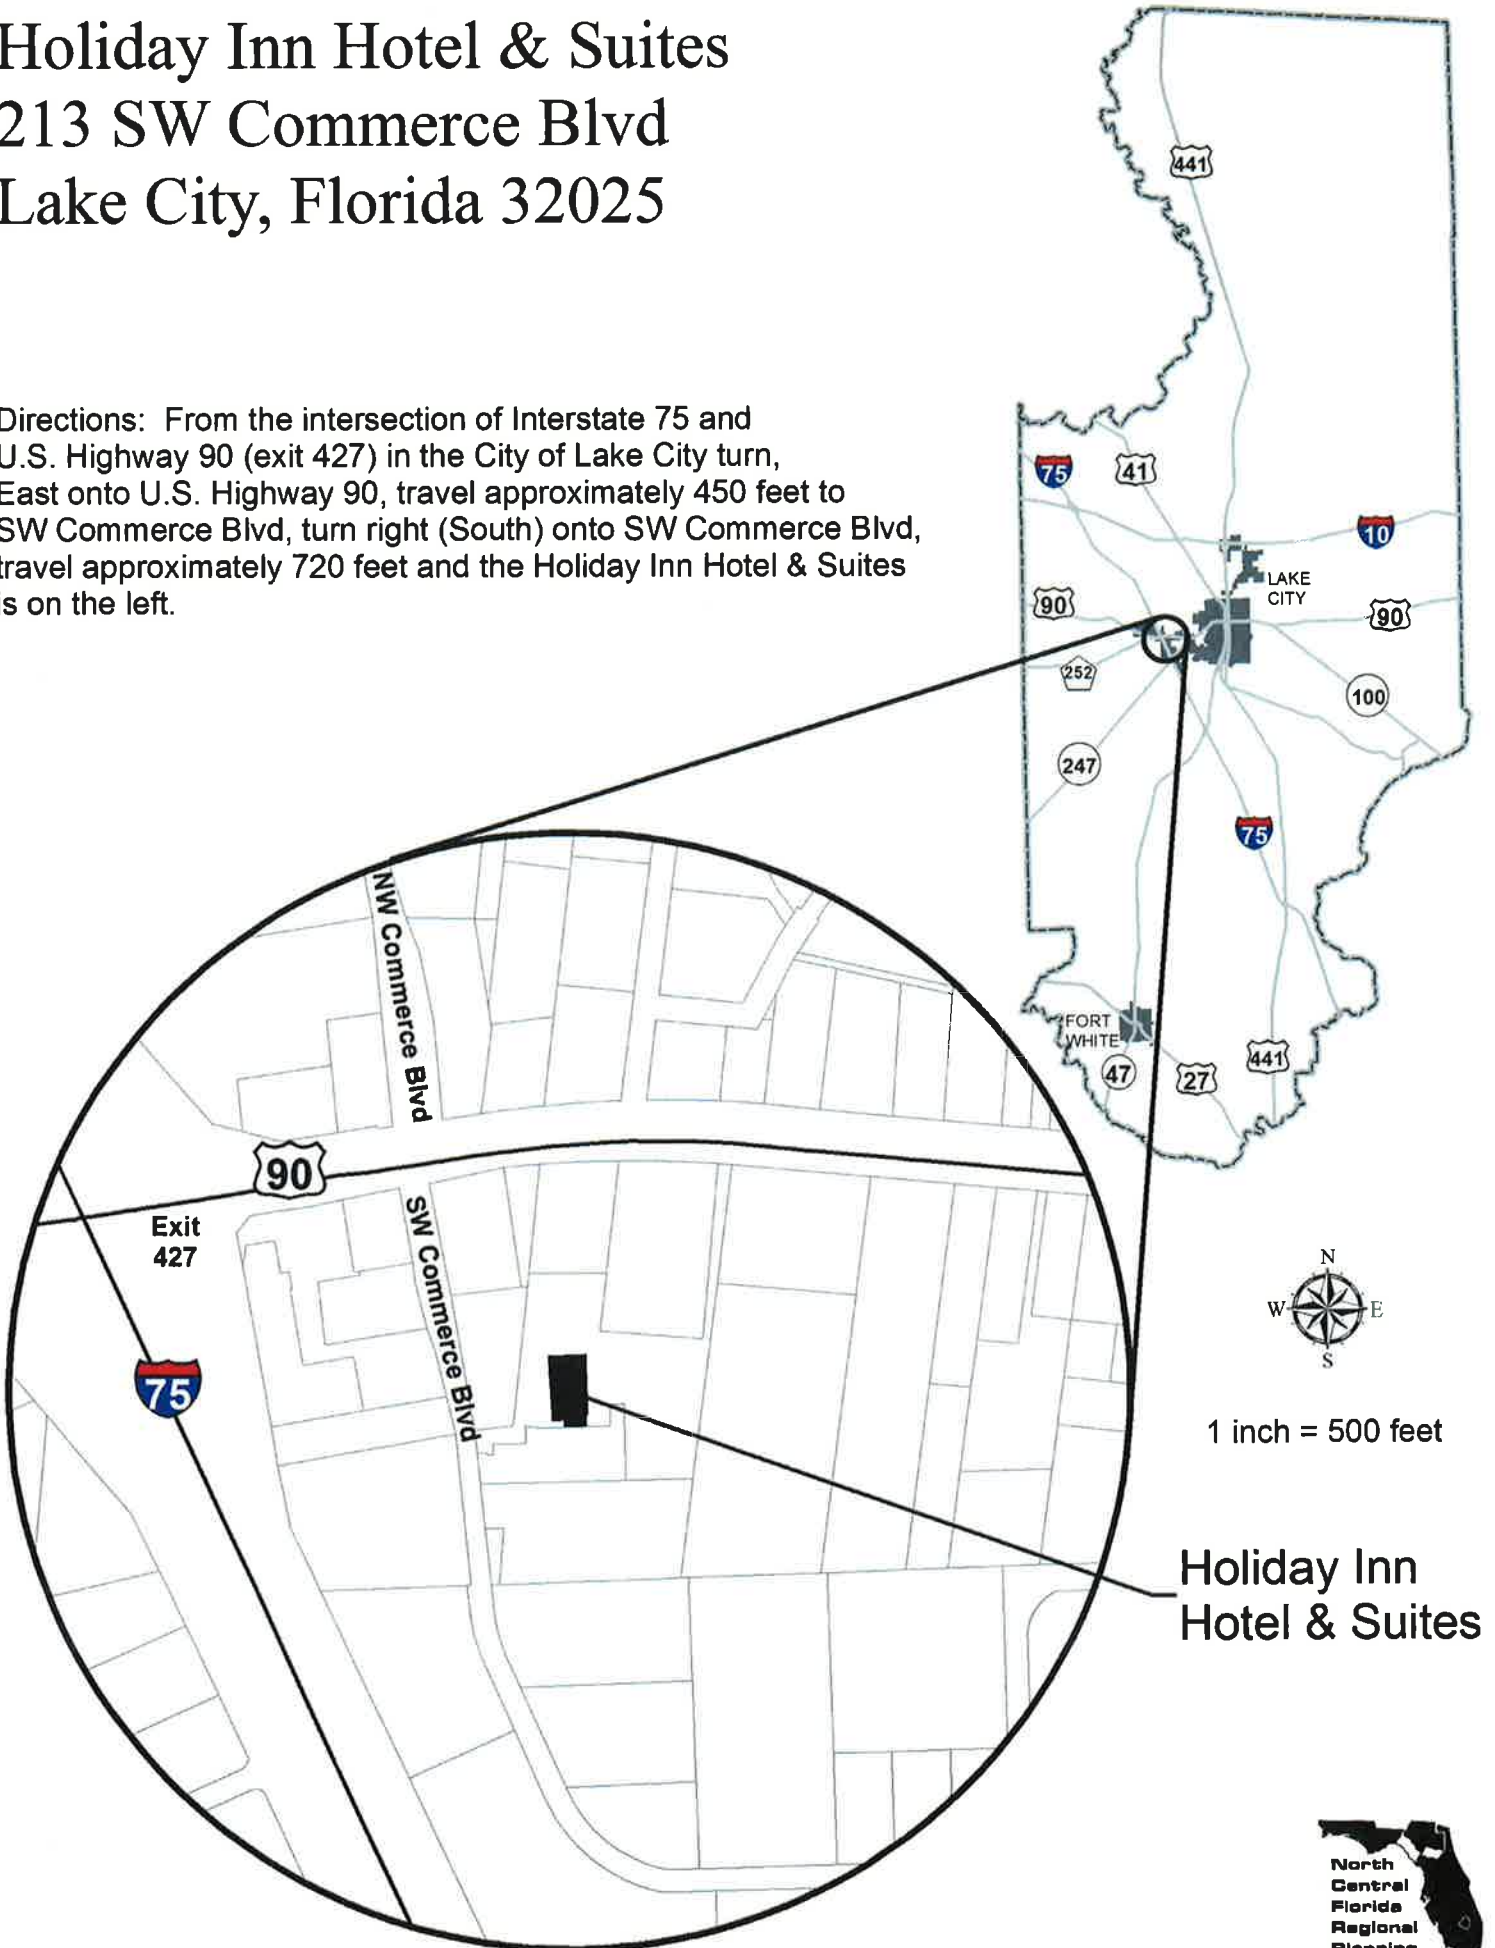 Holiday Inn Hotel & Suites
213 SW Commerce Blvd
Lake City, Florida 32025
Directions: From the intersection of Interstate 75 and
U.S. Highway 90 (exit 427) in the City of Lake City turn,
East onto U.S. Highway 90, travel approximately 450 feet to
SW Commerce Blvd, turn right (South) onto SW Commerce Blvd,
travel approximately 720 feet and the Holiday Inn Hotel & Suites
is on the left.
441
75
41
10
LAKE
CITY
90
90
252
100
247
75
FORT
WHITE
47
27
441
NW Commerce Blvd
90
Exit
427
SW Commerce Blvd
75
N
W
E
S
1 inch = 500 feet
Holiday Inn
Hotel & Suites
North
Central
Florida
Regional
Planning